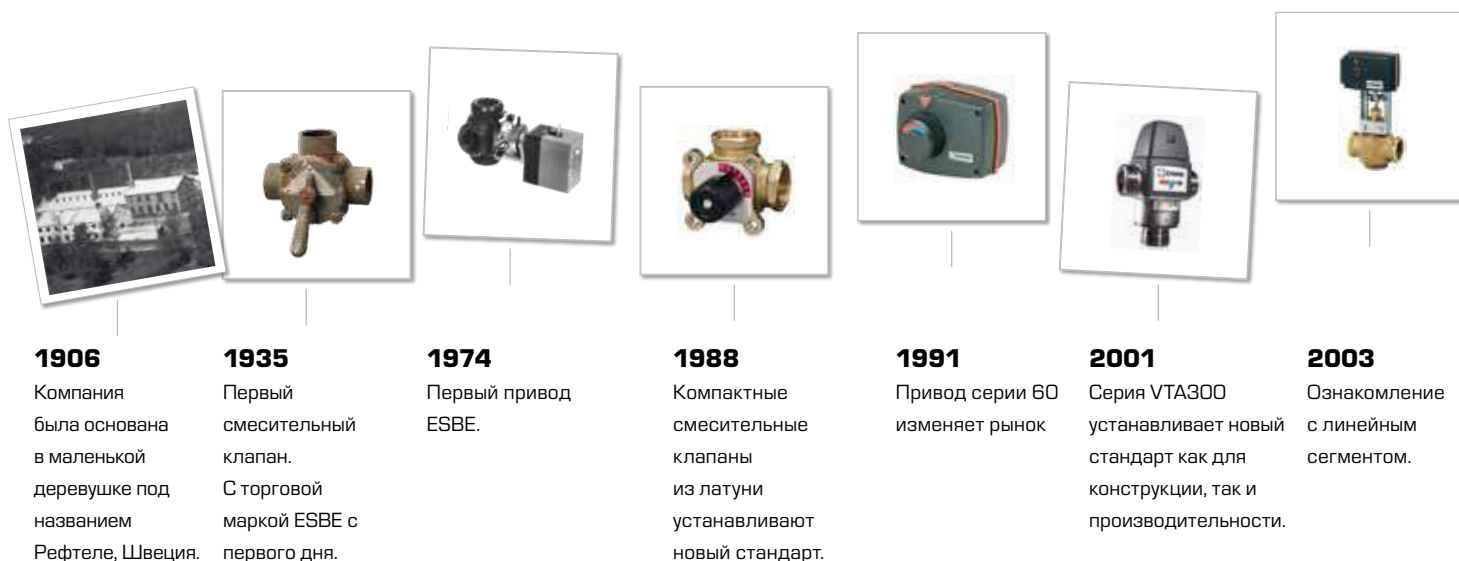 1906
Компания
была основана
в маленькой
деревушке под
названием
Рефтеле, Швеция.
1935
Первый
смесительный
клапан.
С торговой
маркой ESBE с
первого дня.
1974
Первый привод
ESBE.
1988
Компактные
смесительные
клапаны
из латуни
устанавливают
новый стандарт.
1991
Привод серии 60
изменяет рынок
2001
Серия VTA300
устанавливает новый
стандарт как для
конструкции, так и
производительности.
2003
Ознакомление
с линейным
сегментом.